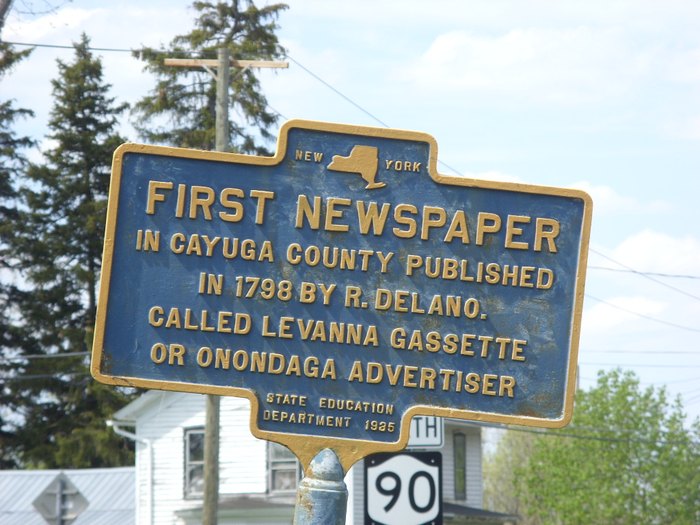 NEW YORK
FIRST NEWSPAPER
IN CAYUGA COUNTY PUBLISHED
IN 1798 BY R. DELANO.
CALLED LEVANNA GASSETTE
OR ONONDAGA ADVERTISER
STATE EDUCATION
DEPARTMENT 1935
TH
90